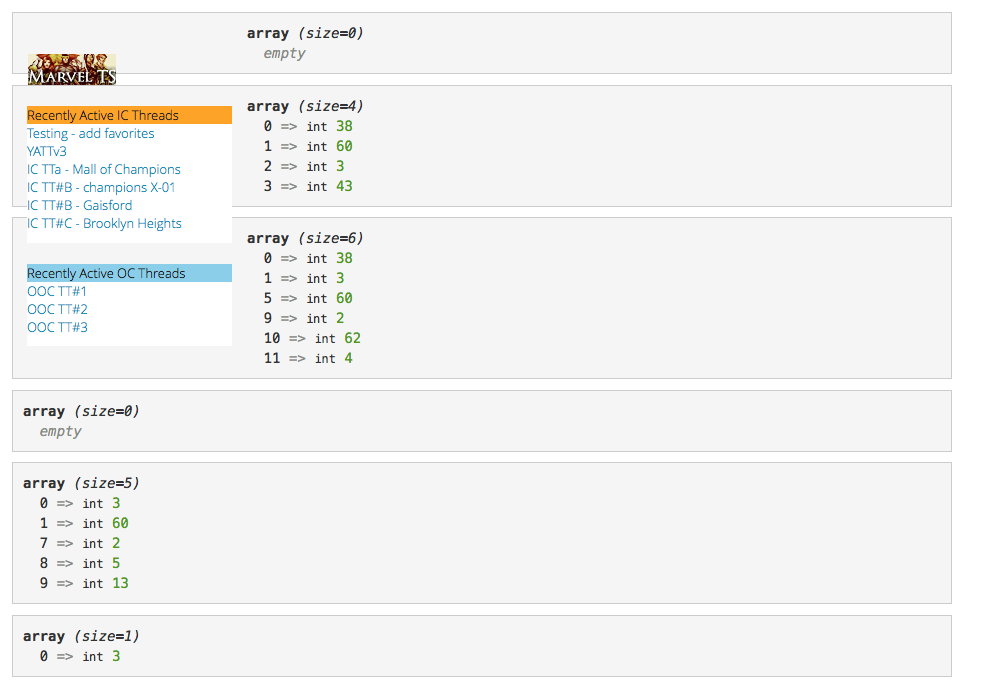 array (size=0)
empty
MARVEL TS
Recently Active IC Threads
Testing - add favorites
YATTv3
IC TTa - Mall of Champions
IC TT#B - champions X-01
IC TT#B - Gaisford
IC TT#C - Brooklyn Heights
array (size=4)
0 => int 38
1 => int 60
2 => int 3
3 => int 43
Recently Active OC Threads
OOC TT#1
OOC TT#2
OOC TT#3
array (size=6)
0 => int 38
1 => int 3
5 => int 60
9 => int 2
10 => int 62
11 => int 4
array (size=0)
empty
array (size=5)
0 => int 3
1 => int 60
7 => int 2
8 => int 5
9 => int 13
array (size=1)
0 => int 3